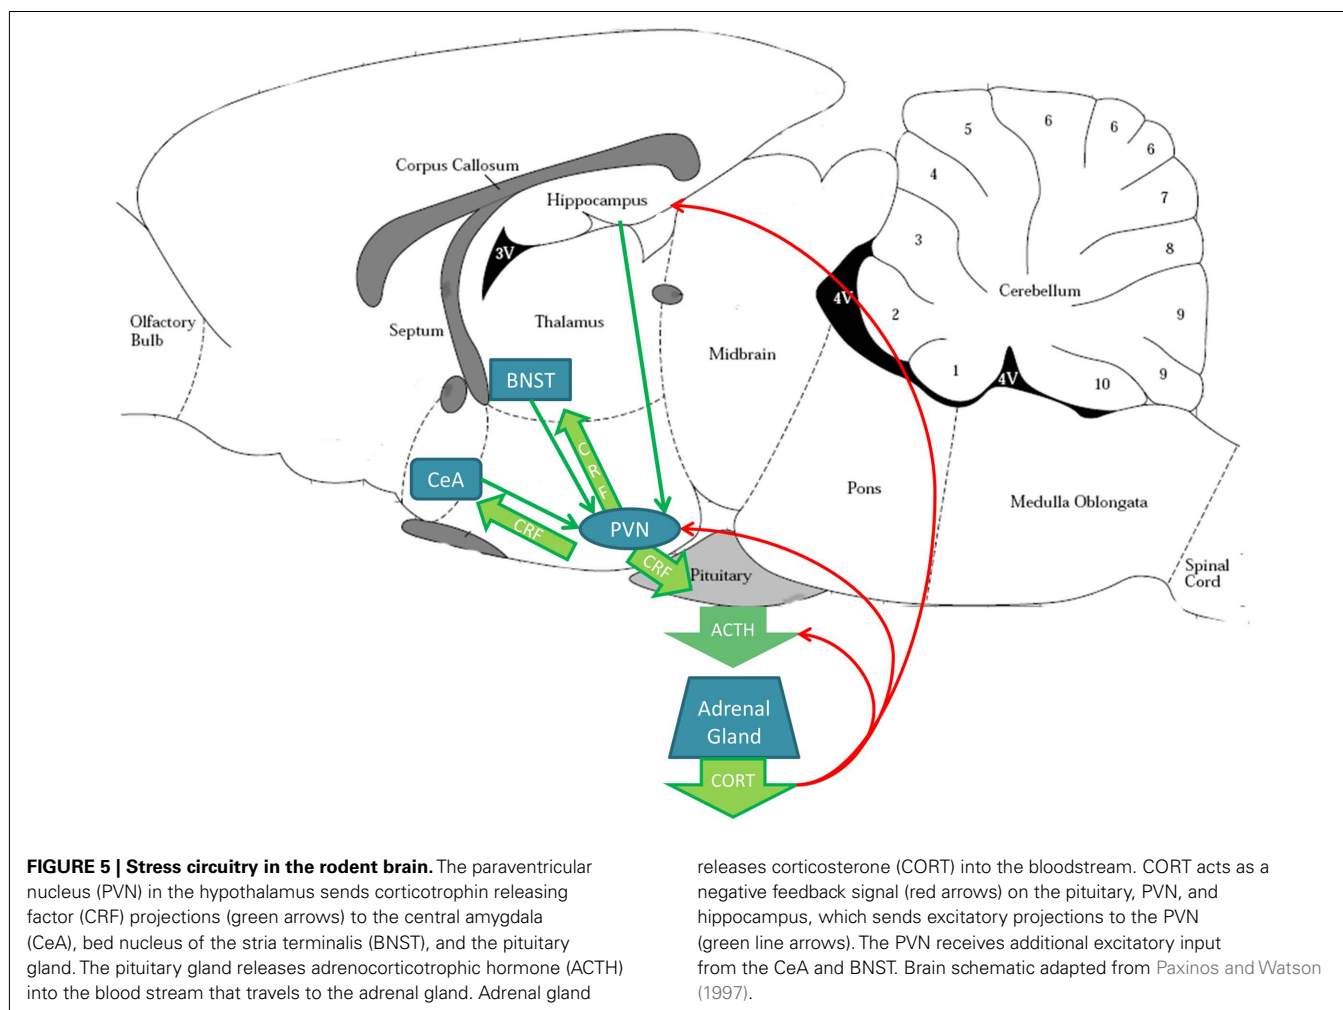 Corpus Callosum
Hippocampus
3V
Septum
Thalamus
Olfactory
Bulb
Midbrain
BNST
CRF
CeA
CRF
PVN
CRF
Pituitary
ACTH
Adrenal
Gland
CORT
5
6
6
6
4
7
3
8
4V
Cerebellum
2
9
1
4V
10
9
Pons
Medulla Oblongata
Spinal
Cord
FIGURE 5 | Stress circuitry in the rodent brain. The paraventricular
nucleus (PVN) in the hypothalamus sends corticotrophin releasing
factor (CRF) projections (green arrows) to the central amygdala
(CeA), bed nucleus of the stria terminalis (BNST), and the pituitary
gland. The pituitary gland releases adrenocorticotrophic hormone (ACTH)
into the blood stream that travels to the adrenal gland. Adrenal gland
releases corticosterone (CORT) into the bloodstream. CORT acts as a
negative feedback signal (red arrows) on the pituitary, PVN, and
hippocampus, which sends excitatory projections to the PVN
(green line arrows). The PVN receives additional excitatory input
from the CeA and BNST. Brain schematic adapted from Paxinos and Watson
(1997).